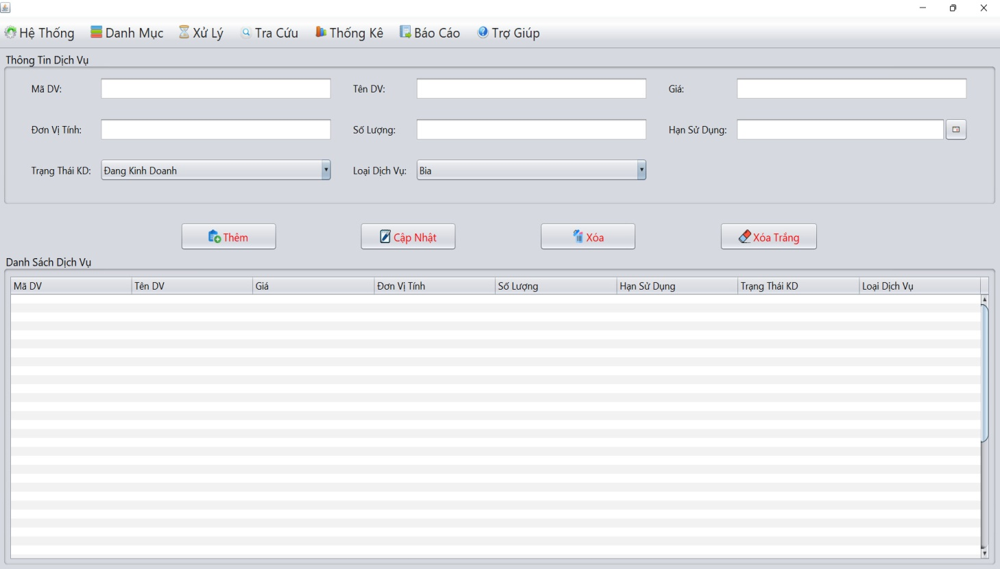 Hệ Thống Danh Mục Xử Lý Tra Cứu Thống Kê Báo Cáo Trợ Giúp
Thông Tin Dịch Vụ
Mã DV: Tên DV: Giá:
Đơn Vị Tính: Số Lượng: Hạn Sử Dụng:
Trạng Thái KD: Đang Kinh Doanh Loại Dịch Vụ: Bia
Thêm Cập Nhật Xóa Xóa Trắng
Danh Sách Dịch Vụ
Mã DV Tên DV Giá Đơn Vị Tính Số Lượng Hạn Sử Dụng Trạng Thái KD Loại Dịch Vụ